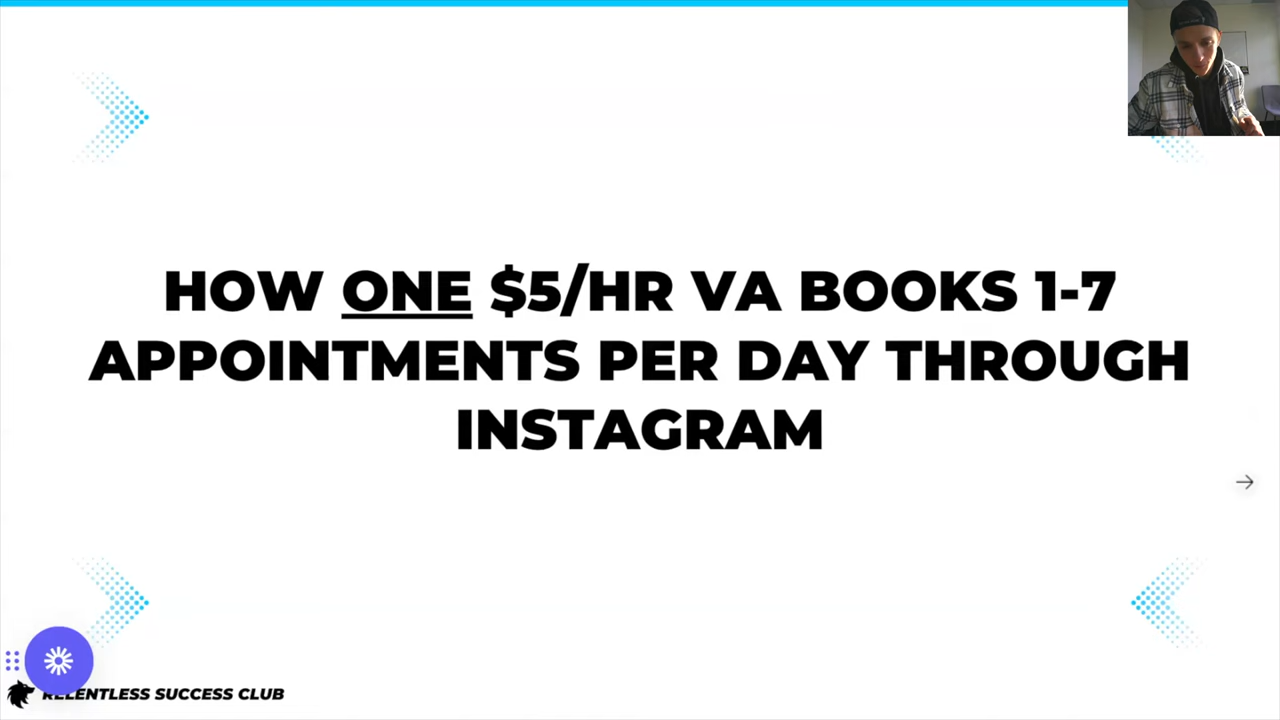 HOW ONE $5/HR VA BOOKS 1-7
APPOINTMENTS PER DAY THROUGH
INSTAGRAM
RELENTLESS SUCCESS CLUB